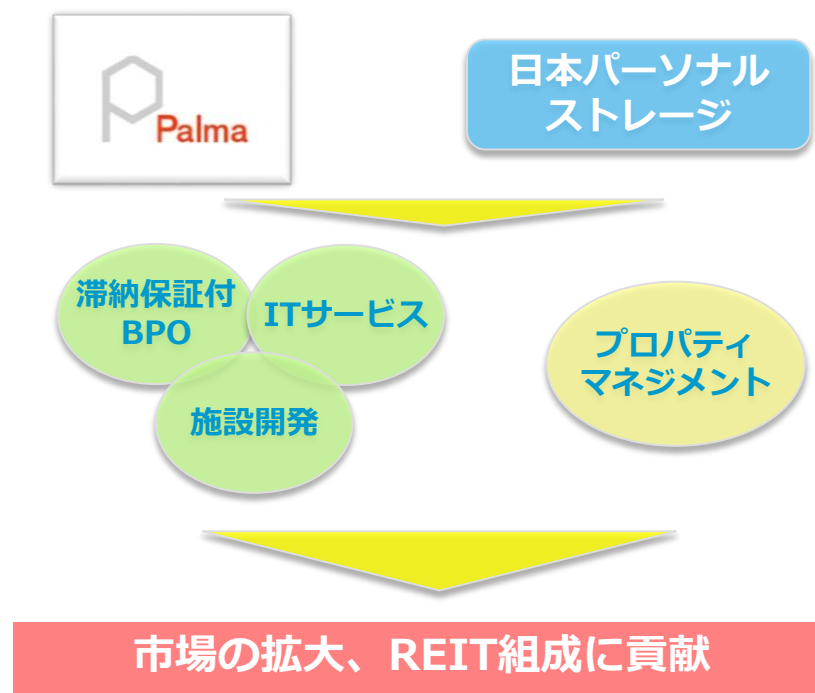 Palma
日本パーソナル
ストレージ
滞納保証付
BPO
ITサービス
施設開発
プロパティ
マネジメント
市場の拡大、REIT組成に貢献